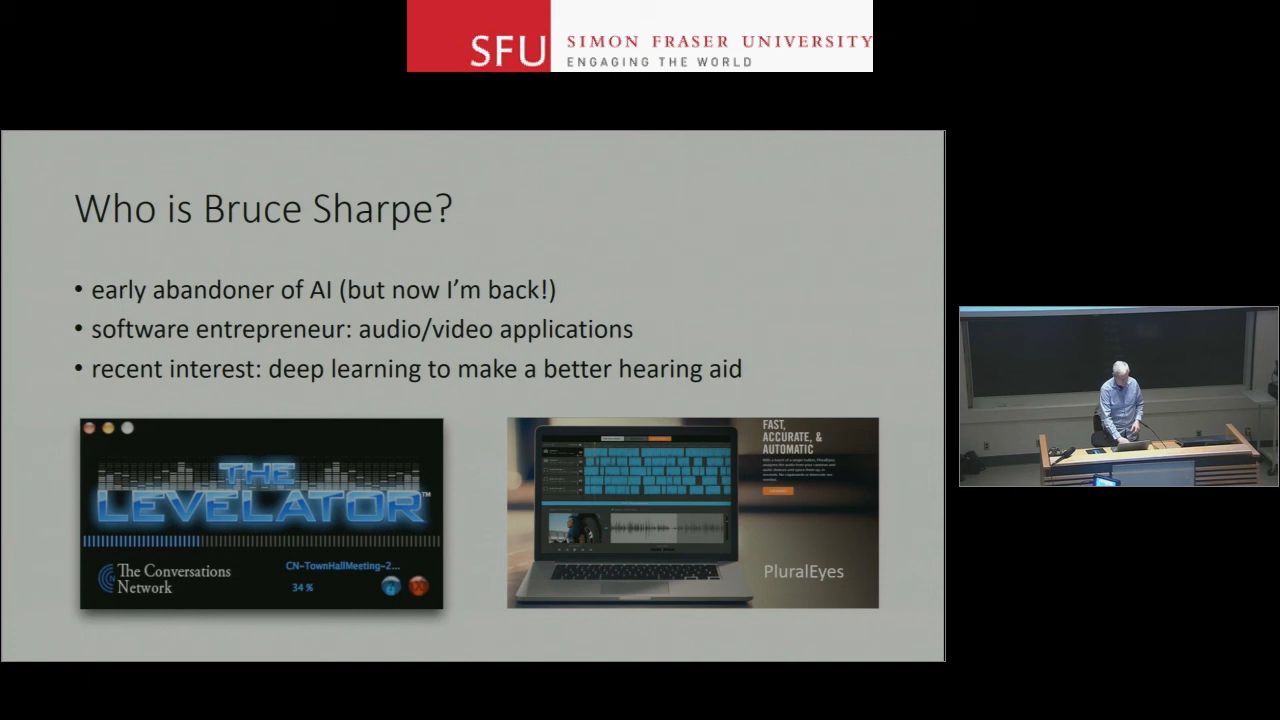 SFU
SIMON FRASER UNIVERSITY
ENGAGING THE WORLD
Who is Bruce Sharpe?
• early abandoner of AI (but now I’m back!)
• software entrepreneur: audio/video applications
• recent interest: deep learning to make a better hearing aid
THE
LEVELATOR™
The Conversations
Network
CN-TownHallMeeting-2...
34 %
FAST,
ACCURATE, &
AUTOMATIC
PluralEyes